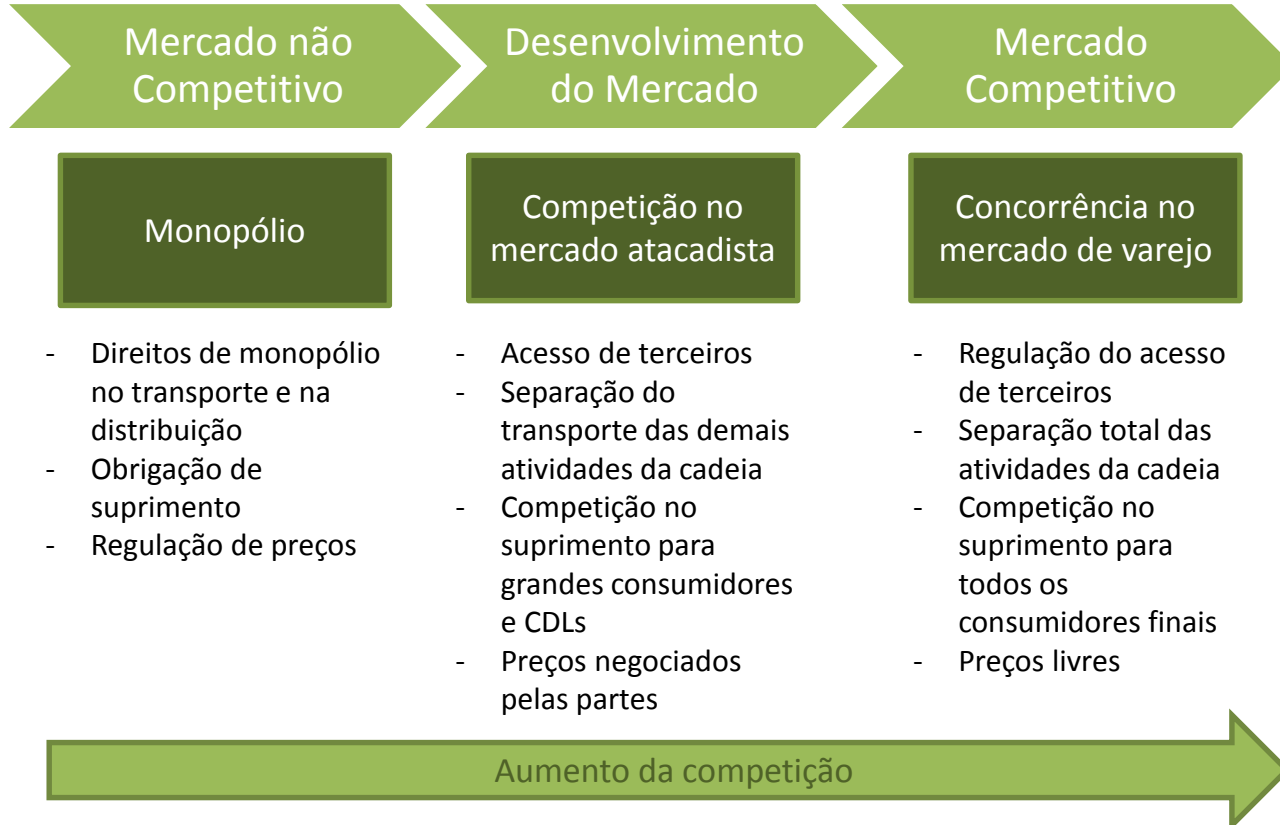 Mercado não
Competitivo
Desenvolvimento
do Mercado
Mercado
Competitivo
Monopólio
Competição no
mercado atacadista
Concorrência no
mercado de varejo
- Direitos de monopólio
no transporte e na
distribuição
- Obrigação de
suprimento
- Regulação de preços
- Acesso de terceiros
- Separação do
transporte das demais
atividades da cadeia
- Competição no
suprimento para
grandes consumidores
e CDLs
- Preços negociados
pelas partes
- Regulação do acesso
de terceiros
- Separação total das
atividades da cadeia
- Competição no
suprimento para
todos os
consumidores finais
- Preços livres
Aumento da competição